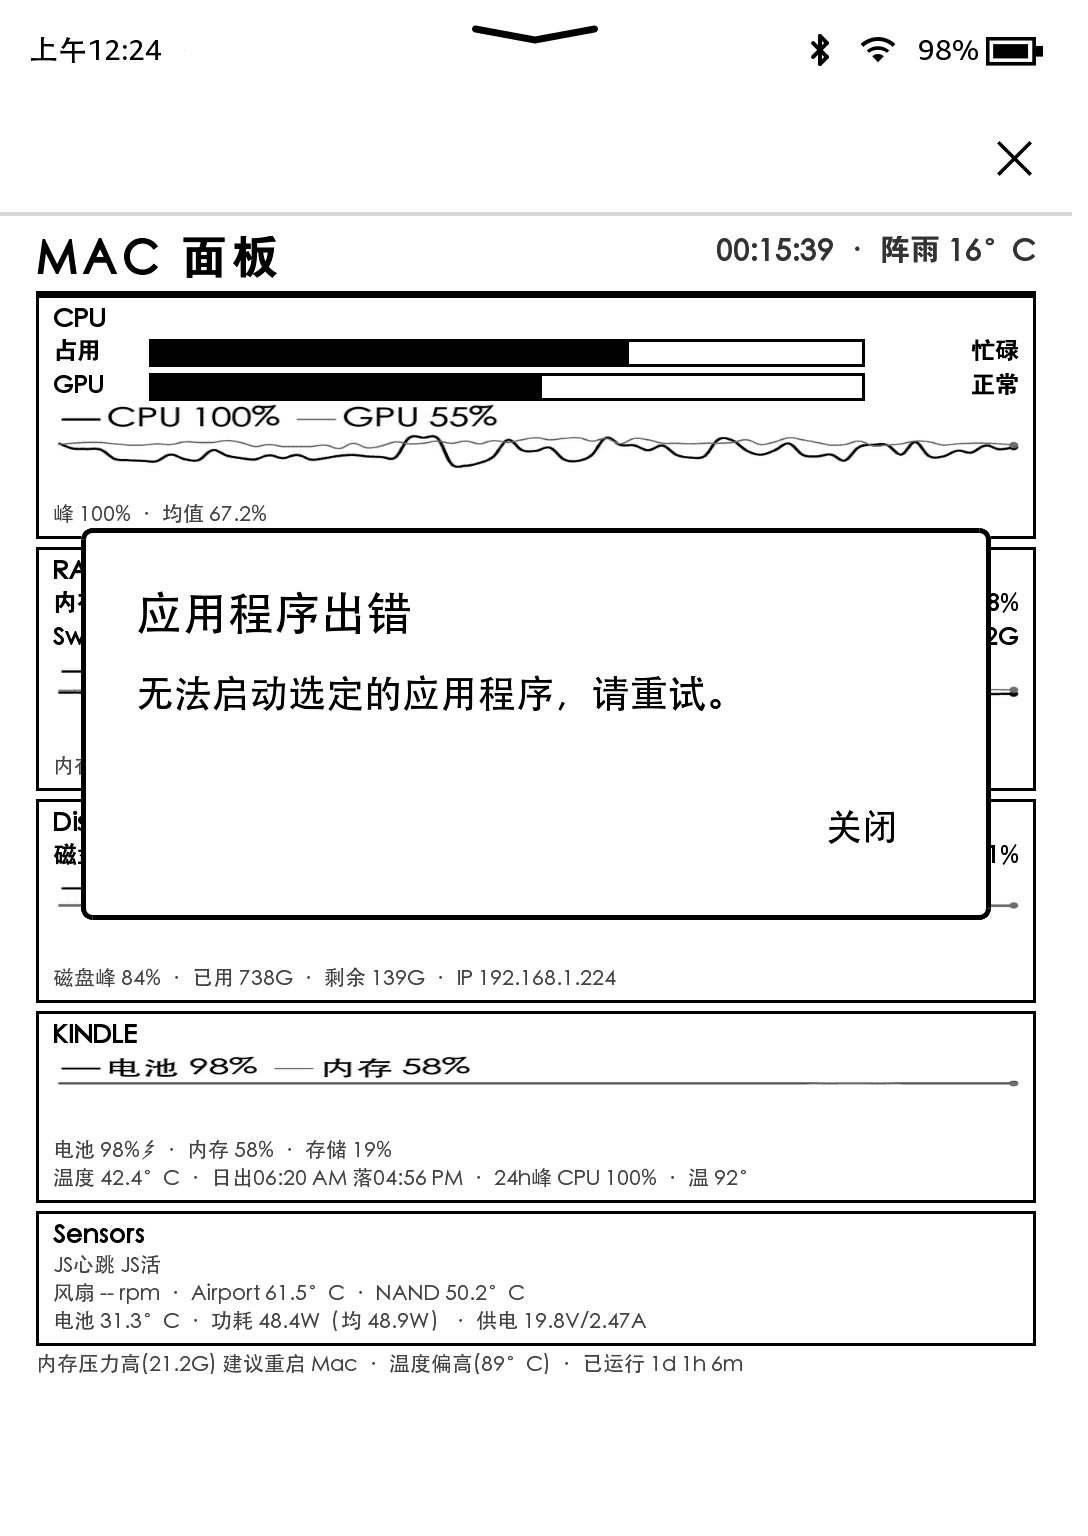 上午12:24
98%
MAC 面板
00:15:39 · 阵雨 16°C
CPU
占用 忙碌
GPU 正常
CPU 100% GPU 55%
峰 100% · 均值 67.2%
应用程序出错
无法启动选定的应用程序，请重试。
关闭
磁盘峰 84% · 已用 738G · 剩余 139G · IP 192.168.1.224
KINDLE
电池 98% 内存 58%
电池 98%⚡ · 内存 58% · 存储 19%
温度 42.4°C · 日出06:20 AM 落04:56 PM · 24h峰 CPU 100% · 温 92°
Sensors
JS心跳 JS活
风扇 -- rpm · Airport 61.5°C · NAND 50.2°C
电池 31.3°C · 功耗 48.4W (均 48.9W) · 供电 19.8V/2.47A
内存压力高(21.2G) 建议重启 Mac · 温度偏高(89°C) · 已运行 1d 1h 6m